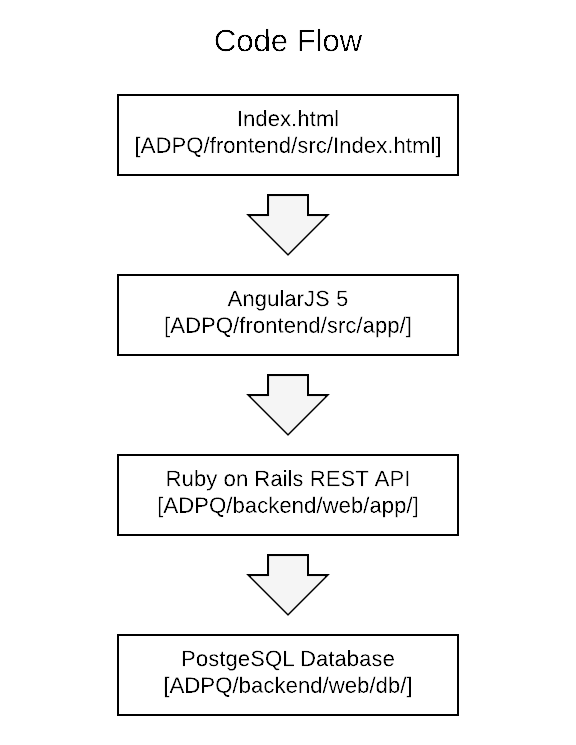 Code Flow
Index.html
[ADPQ/frontend/src/Index.html]
AngularJS 5
[ADPQ/frontend/src/app/]
Ruby on Rails REST API
[ADPQ/backend/web/app/]
PostgeSQL Database
[ADPQ/backend/web/db/]